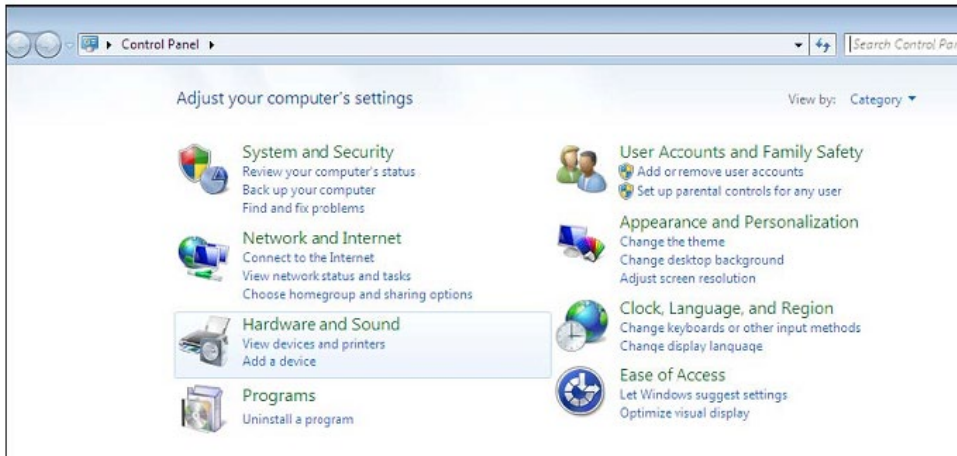 Control Panel
Search Control
Adjust your computer's settings
View by: Category
System and Security
Review your computer's status
Back up your computer
Find and fix problems
Network and Internet
Connect to the Internet
View network status and tasks
Choose homegroup and sharing options
Hardware and Sound
View devices and printers
Add a device
Programs
Uninstall a program
User Accounts and Family Safety
Add or remove user accounts
Set up parental controls for any user
Appearance and Personalization
Change the theme
Change desktop background
Adjust screen resolution
Clock, Language, and Region
Change keyboards or other input methods
Change display language
Ease of Access
Let Windows suggest settings
Optimize visual display